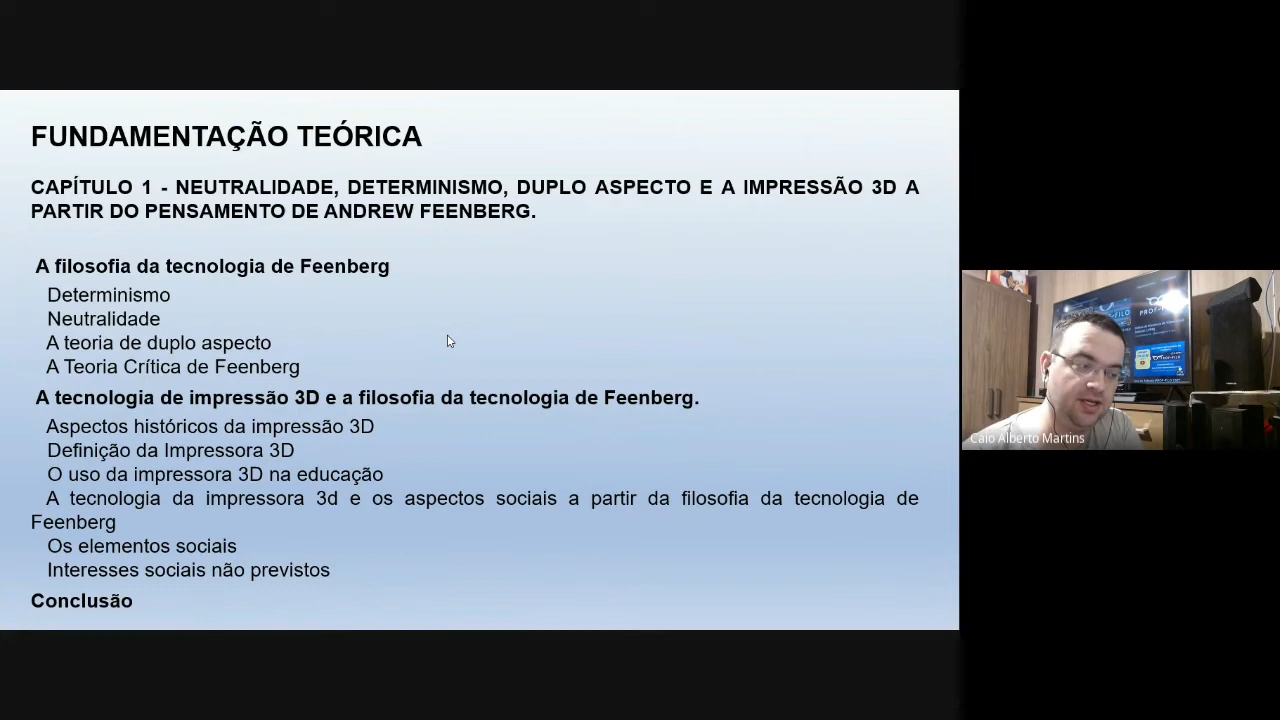 FUNDAMENTAÇÃO TEÓRICA
CAPÍTULO 1 - NEUTRALIDADE, DETERMINISMO, DUPLO ASPECTO E A IMPRESSÃO 3D A
PARTIR DO PENSAMENTO DE ANDREW FEENBERG.
A filosofia da tecnologia de Feenberg
Determinismo
Neutralidade
A teoria de duplo aspecto
A Teoria Crítica de Feenberg
A tecnologia de impressão 3D e a filosofia da tecnologia de Feenberg.
Aspectos históricos da impressão 3D
Definição da Impressora 3D
O uso da impressora 3D na educação
A tecnologia da impressora 3d e os aspectos sociais a partir da filosofia da tecnologia de
Feenberg
Os elementos sociais
Interesses sociais não previstos
Conclusão
PROF-FILO
Caio Alberto Martins